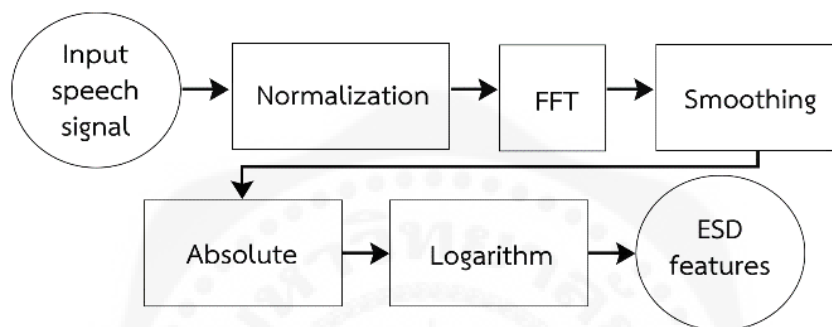 Input
speech
signal
Normalization
FFT
Smoothing
Absolute
Logarithm
ESD
features